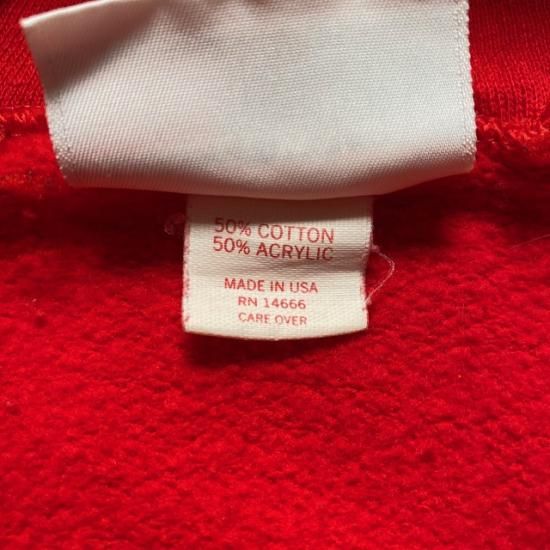 50% COTTON
50% ACRYLIC
MADE IN USA
RN 14666
CARE OVER